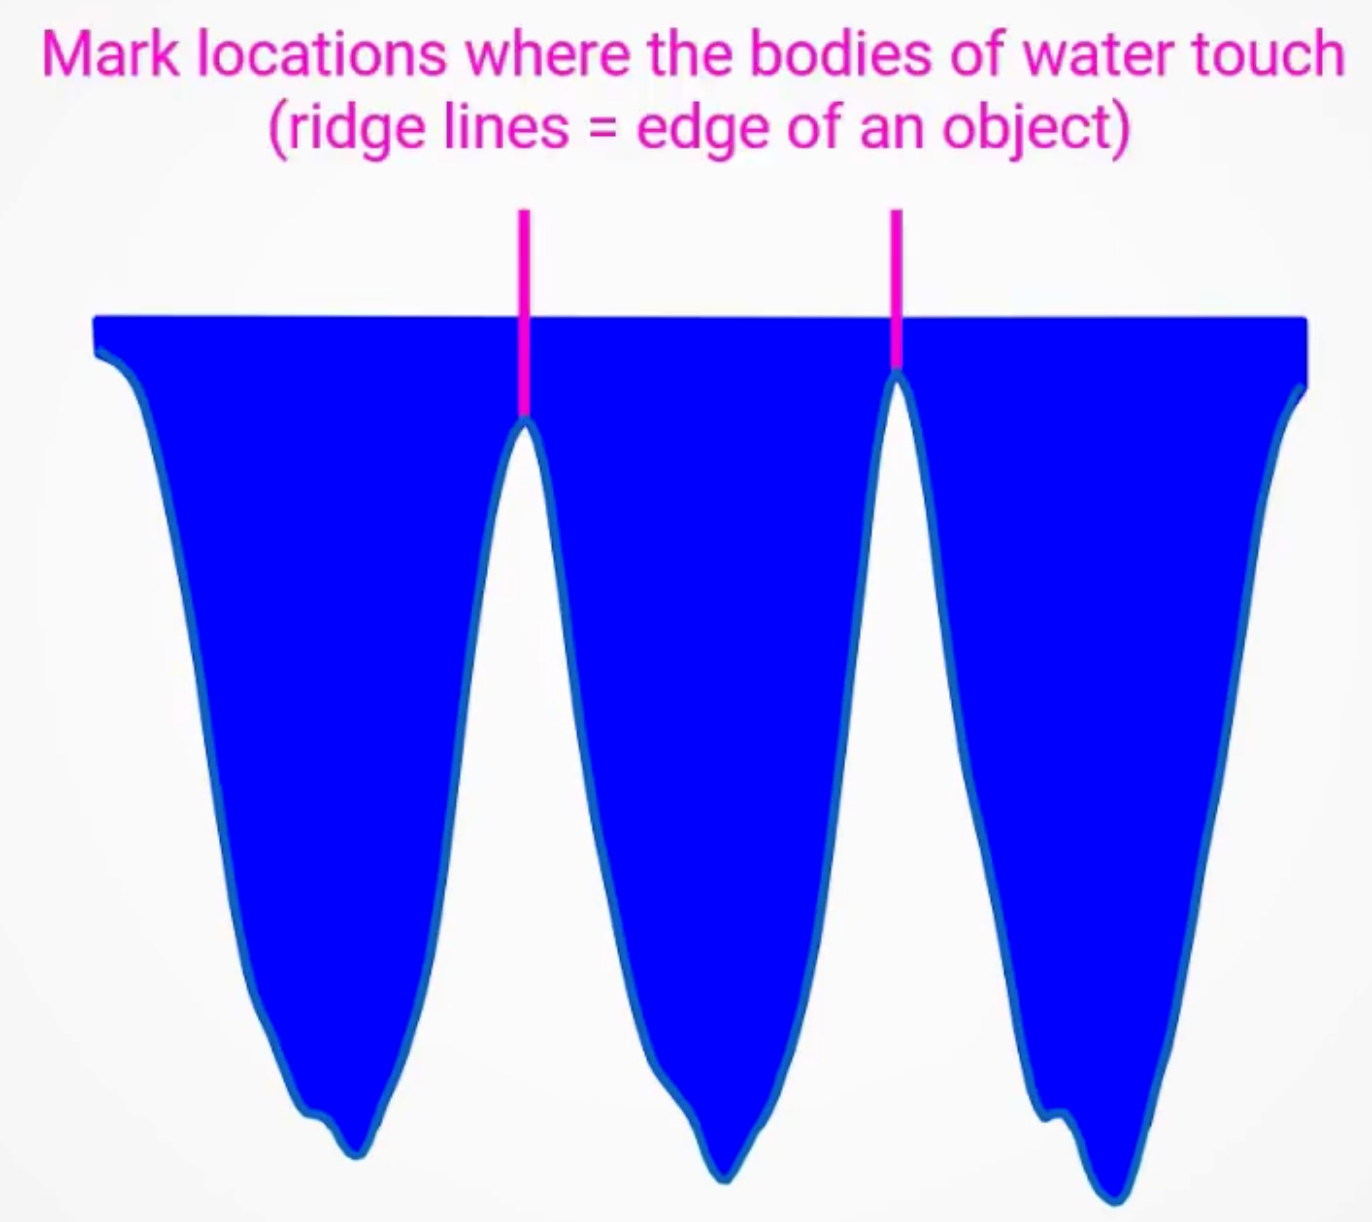 Mark locations where the bodies of water touch
(ridge lines = edge of an object)